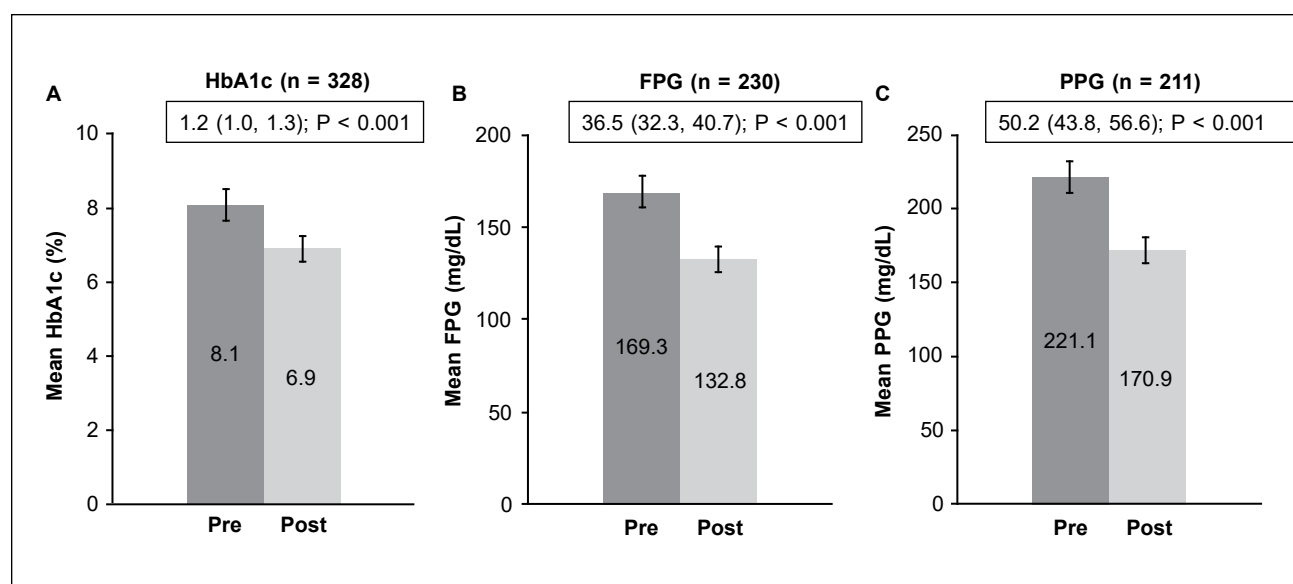 A
HbA1c (n = 328)
1.2 (1.0, 1.3); P < 0.001
Mean HbA1c (%)
10
8
6
4
2
0
8.1
6.9
Pre Post
B
FPG (n = 230)
36.5 (32.3, 40.7); P < 0.001
Mean FPG (mg/dL)
200
150
100
50
0
169.3
132.8
Pre Post
C
PPG (n = 211)
50.2 (43.8, 56.6); P < 0.001
Mean PPG (mg/dL)
250
200
150
100
50
0
221.1
170.9
Pre Post